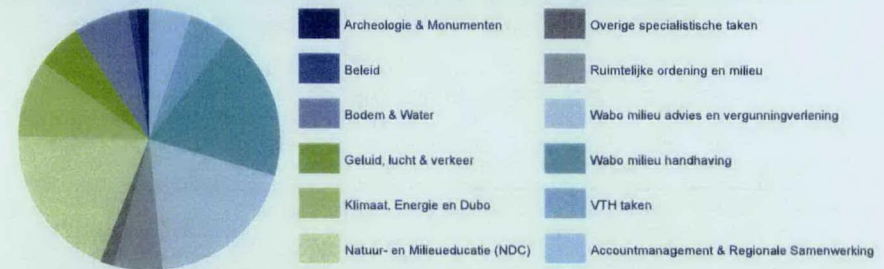 Archeologie & Monumenten
Beleid
Bodem & Water
Geluid, lucht & verkeer
Klimaat, Energie en Dubo
Natuur- en Milieueducatie (NDC)
Overige specialistische taken
Ruimtelijke ordening en milieu
Wabo milieu advies en vergunningverlening
Wabo milieu handhaving
VTH taken
Accountmanagement & Regionale Samenwerking